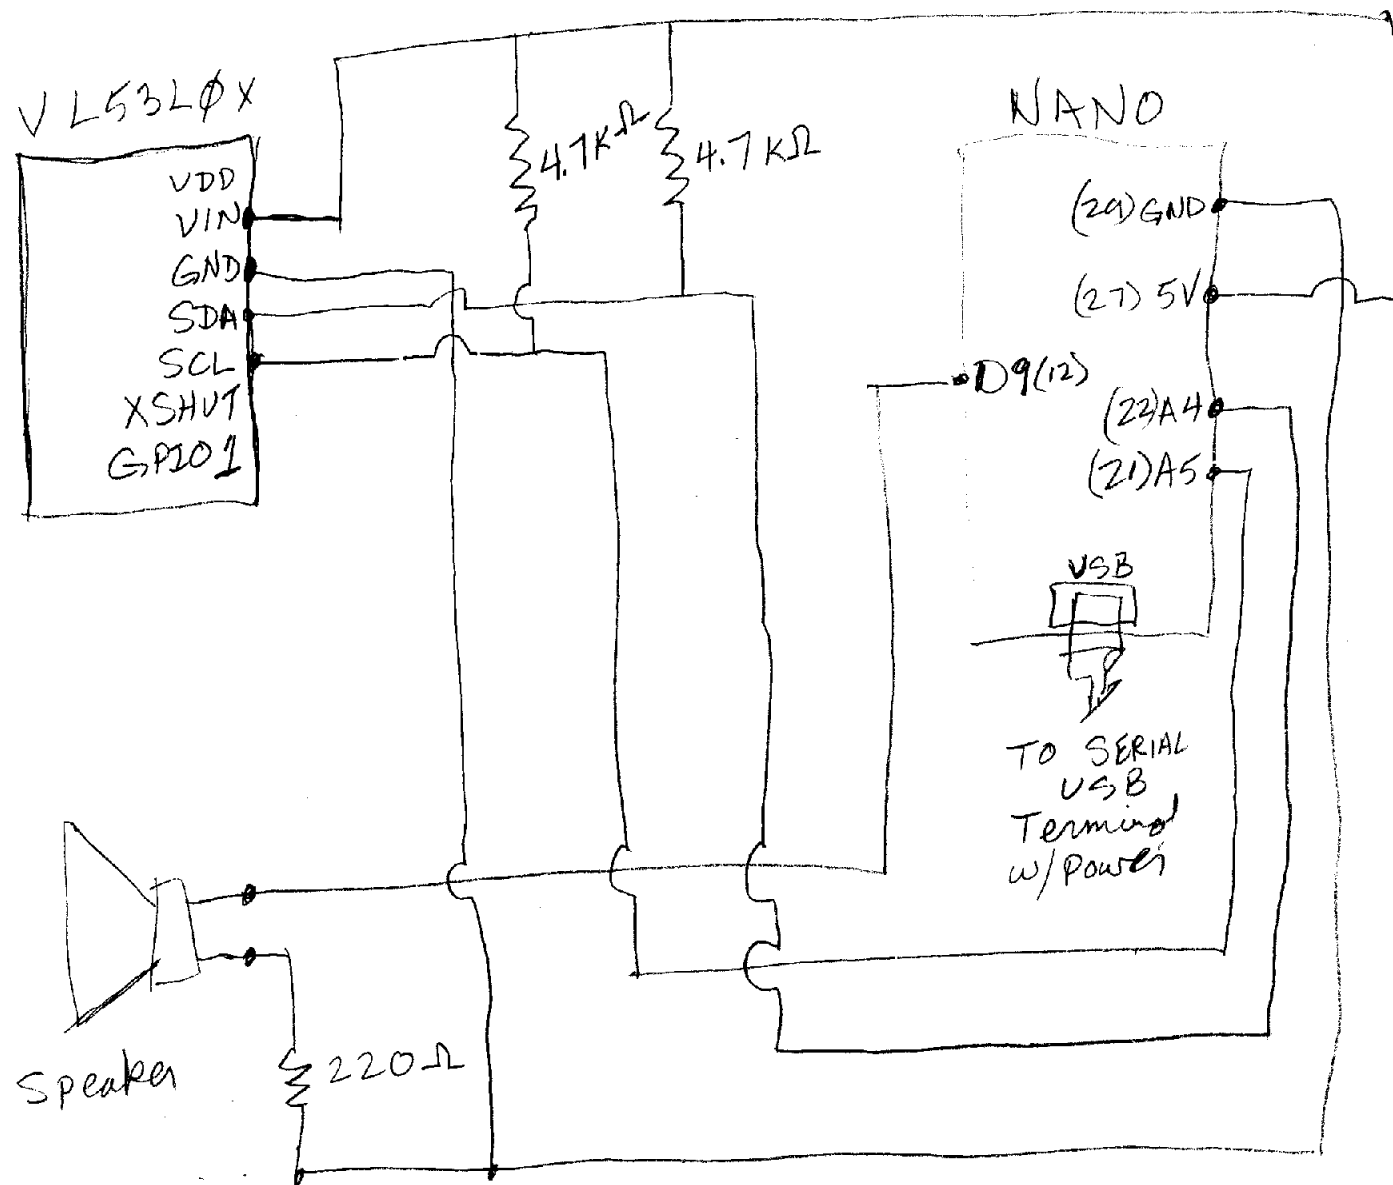 VL53LØX
VDD
VIN
GND
SDA
SCL
XSHUT
GPIO1
4.7KΩ
4.7KΩ
NANO
(29)GND
(27)5V
D9(12)
(22)A4
(21)A5
USB
TO SERIAL
USB
Terminal
w/power
Speaker
220Ω